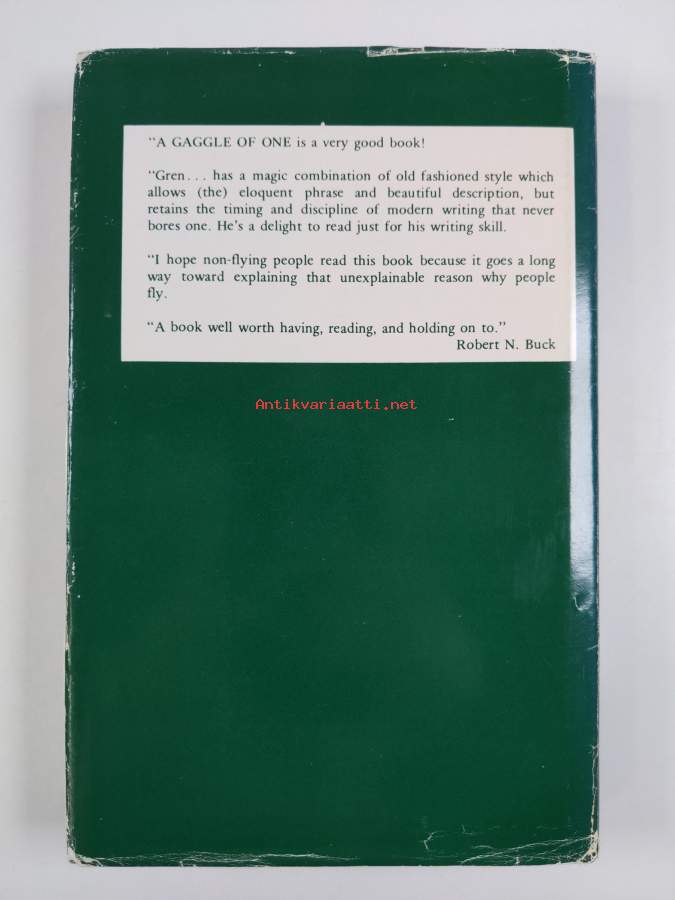 "A GAGGLE OF ONE is a very good book!
"Gren... has a magic combination of old fashioned style which
allows (the) eloquent phrase and beautiful description, but
retains the timing and discipline of modern writing that never
bores one. He's a delight to read just for his writing skill.
"I hope non-flying people read this book because it goes a long
way toward explaining that unexplainable reason why people
fly.
"A book well worth having, reading, and holding on to."
Robert N. Buck
Antikvariaatti.net